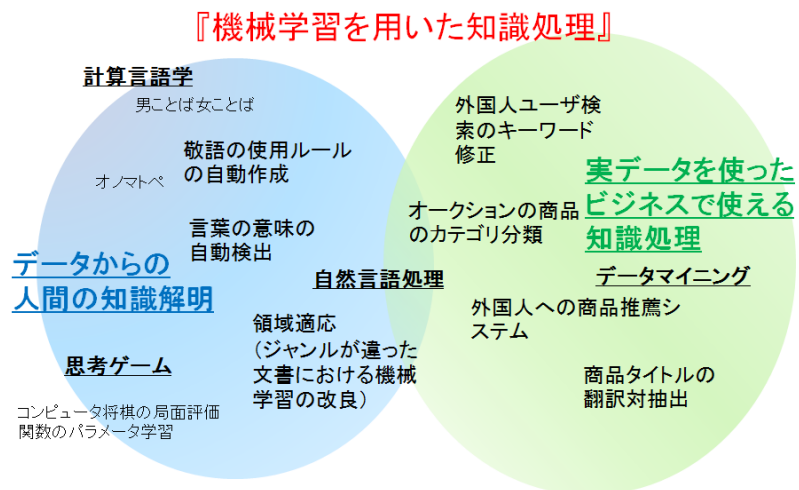 『機械学習を用いた知識処理』
計算言語学
男ことば女ことば
オノマトペ
敬語の使用ルール
の自動作成
言葉の意味の
自動検出
データからの
人間の知識解明
自然言語処理
領域適応
（ジャンルが違った
文書における機械
学習の改良）
思考ゲーム
コンピュータ将棋の局面評価
関数のパラメータ学習
外国人ユーザ検
索のキーワード
修正
実データを使った
ビジネスで使える
知識処理
オークションの商品
のカテゴリ分類
データマイニング
外国人への商品推薦シ
ステム
商品タイトルの
翻訳対抽出